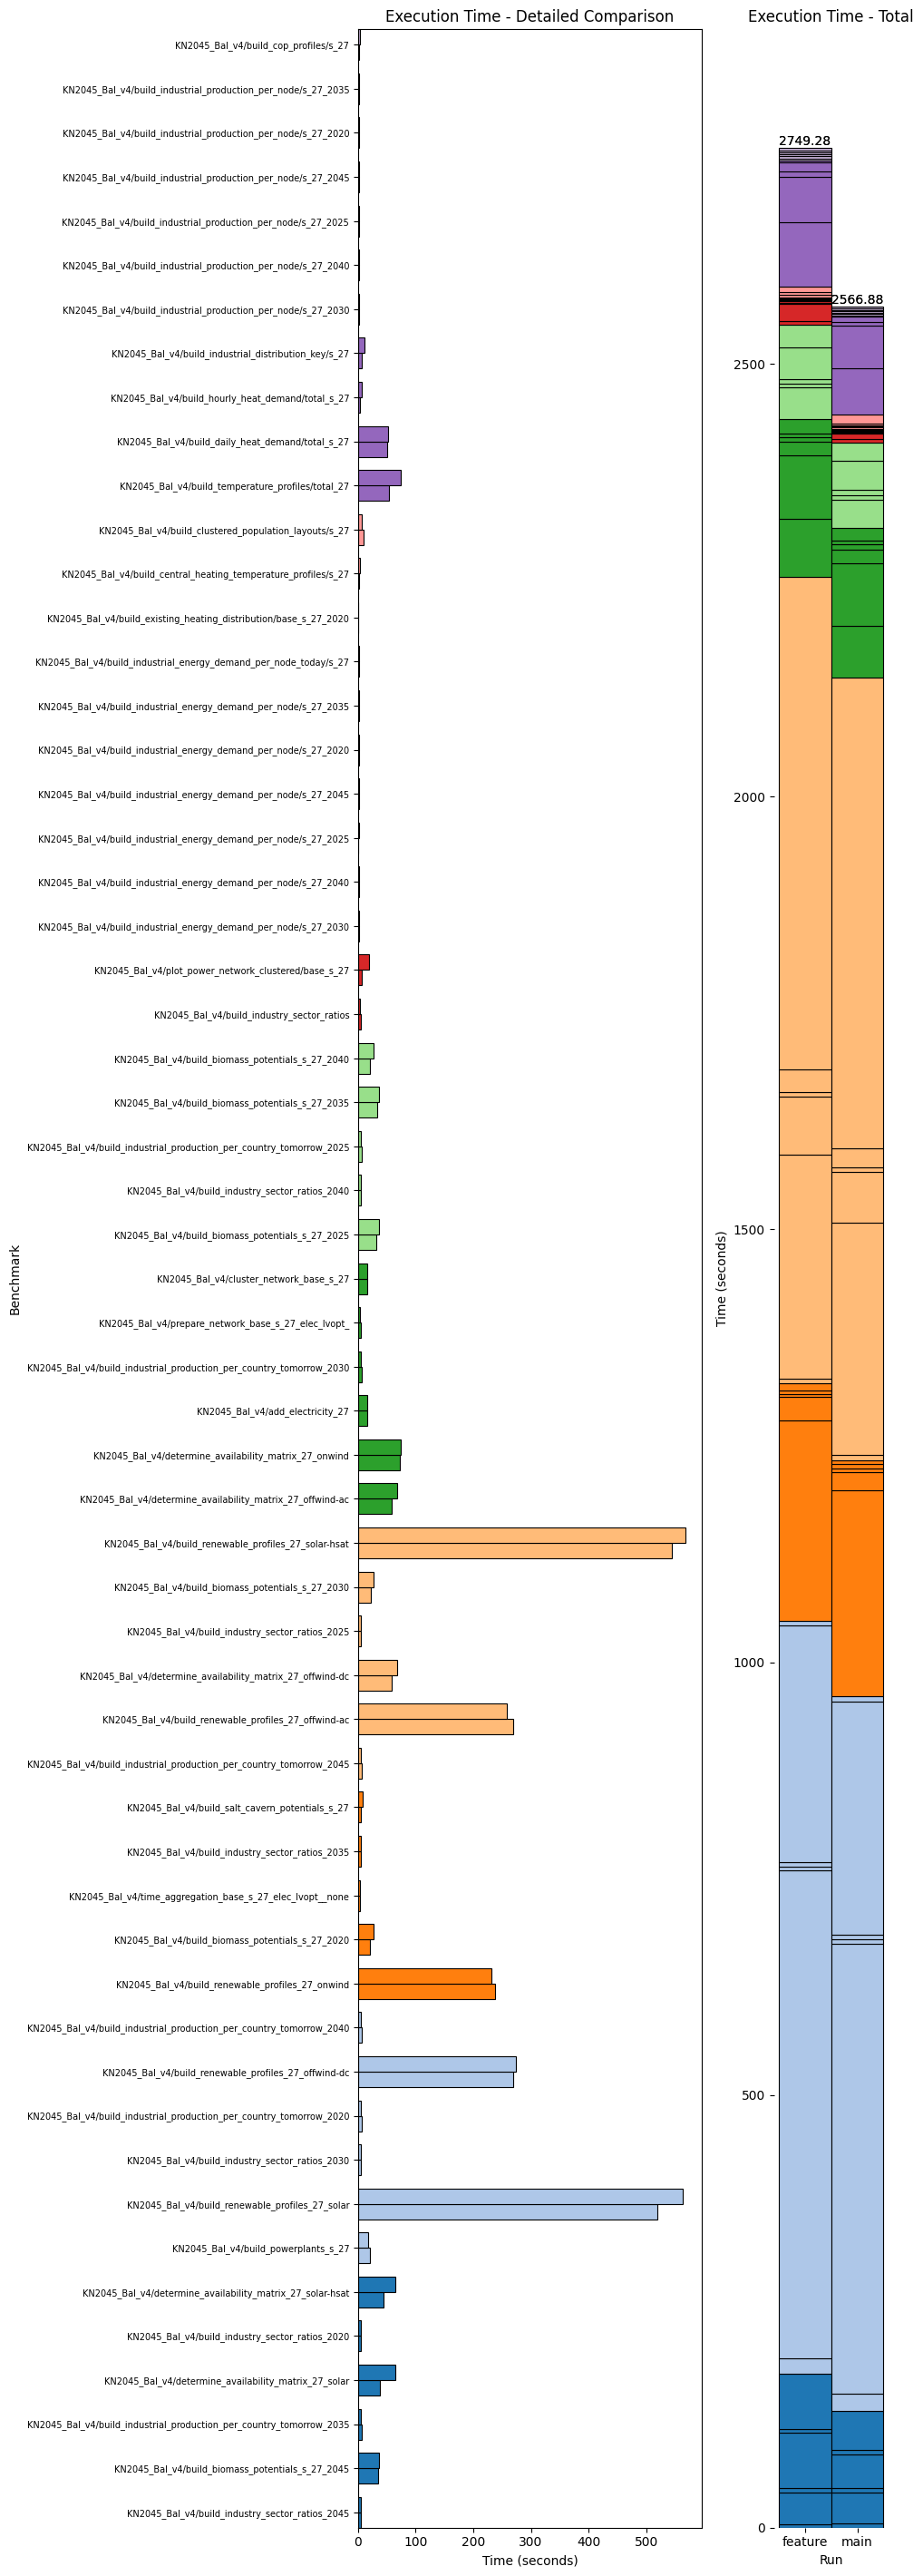 Execution Time - Detailed Comparison
Execution Time - Total
KN2045_Bal_v4/build_cop_profiles/s_27
KN2045_Bal_v4/build_industrial_production_per_node/s_27_2035
KN2045_Bal_v4/build_industrial_production_per_node/s_27_2020
KN2045_Bal_v4/build_industrial_production_per_node/s_27_2045
KN2045_Bal_v4/build_industrial_production_per_node/s_27_2025
KN2045_Bal_v4/build_industrial_production_per_node/s_27_2040
KN2045_Bal_v4/build_industrial_production_per_node/s_27_2030
KN2045_Bal_v4/build_industrial_distribution_key/s_27
KN2045_Bal_v4/build_hourly_heat_demand/total_s_27
KN2045_Bal_v4/build_daily_heat_demand/total_s_27
KN2045_Bal_v4/build_temperature_profiles/total_27
KN2045_Bal_v4/build_clustered_population_layouts/s_27
KN2045_Bal_v4/build_central_heating_temperature_profiles/s_27
KN2045_Bal_v4/build_existing_heating_distribution/base_s_27_2020
KN2045_Bal_v4/build_industrial_energy_demand_per_node_today/s_27
KN2045_Bal_v4/build_industrial_energy_demand_per_node/s_27_2035
KN2045_Bal_v4/build_industrial_energy_demand_per_node/s_27_2020
KN2045_Bal_v4/build_industrial_energy_demand_per_node/s_27_2045
KN2045_Bal_v4/build_industrial_energy_demand_per_node/s_27_2025
KN2045_Bal_v4/build_industrial_energy_demand_per_node/s_27_2040
KN2045_Bal_v4/build_industrial_energy_demand_per_node/s_27_2030
KN2045_Bal_v4/plot_power_network_clustered/base_s_27
KN2045_Bal_v4/build_industry_sector_ratios
KN2045_Bal_v4/build_biomass_potentials_s_27_2040
KN2045_Bal_v4/build_biomass_potentials_s_27_2035
KN2045_Bal_v4/build_industrial_production_per_country_tomorrow_2025
KN2045_Bal_v4/build_industry_sector_ratios_2040
KN2045_Bal_v4/build_biomass_potentials_s_27_2025
KN2045_Bal_v4/cluster_network_base_s_27
KN2045_Bal_v4/prepare_network_base_s_27_elec_lvopt_
KN2045_Bal_v4/build_industrial_production_per_country_tomorrow_2030
KN2045_Bal_v4/add_electricity_27
KN2045_Bal_v4/determine_availability_matrix_27_onwind
KN2045_Bal_v4/determine_availability_matrix_27_offwind-ac
KN2045_Bal_v4/build_renewable_profiles_27_solar-hsat
KN2045_Bal_v4/build_biomass_potentials_s_27_2030
KN2045_Bal_v4/build_industry_sector_ratios_2025
KN2045_Bal_v4/determine_availability_matrix_27_offwind-dc
KN2045_Bal_v4/build_renewable_profiles_27_offwind-ac
KN2045_Bal_v4/build_industrial_production_per_country_tomorrow_2045
KN2045_Bal_v4/build_salt_cavern_potentials_s_27
KN2045_Bal_v4/build_industry_sector_ratios_2035
KN2045_Bal_v4/time_aggregation_base_s_27_elec_lvopt__none
KN2045_Bal_v4/build_biomass_potentials_s_27_2020
KN2045_Bal_v4/build_renewable_profiles_27_onwind
KN2045_Bal_v4/build_industrial_production_per_country_tomorrow_2040
KN2045_Bal_v4/build_renewable_profiles_27_offwind-dc
KN2045_Bal_v4/build_industrial_production_per_country_tomorrow_2020
KN2045_Bal_v4/build_industry_sector_ratios_2030
KN2045_Bal_v4/build_renewable_profiles_27_solar
KN2045_Bal_v4/build_powerplants_s_27
KN2045_Bal_v4/determine_availability_matrix_27_solar-hsat
KN2045_Bal_v4/build_industry_sector_ratios_2020
KN2045_Bal_v4/determine_availability_matrix_27_solar
KN2045_Bal_v4/build_industrial_production_per_country_tomorrow_2035
KN2045_Bal_v4/build_biomass_potentials_s_27_2045
KN2045_Bal_v4/build_industry_sector_ratios_2045
Benchmark
0 100 200 300 400 500
Time (seconds)
2749.28
2566.88
2500
2000
1500
1000
500
0
Time (seconds)
feature main
Run